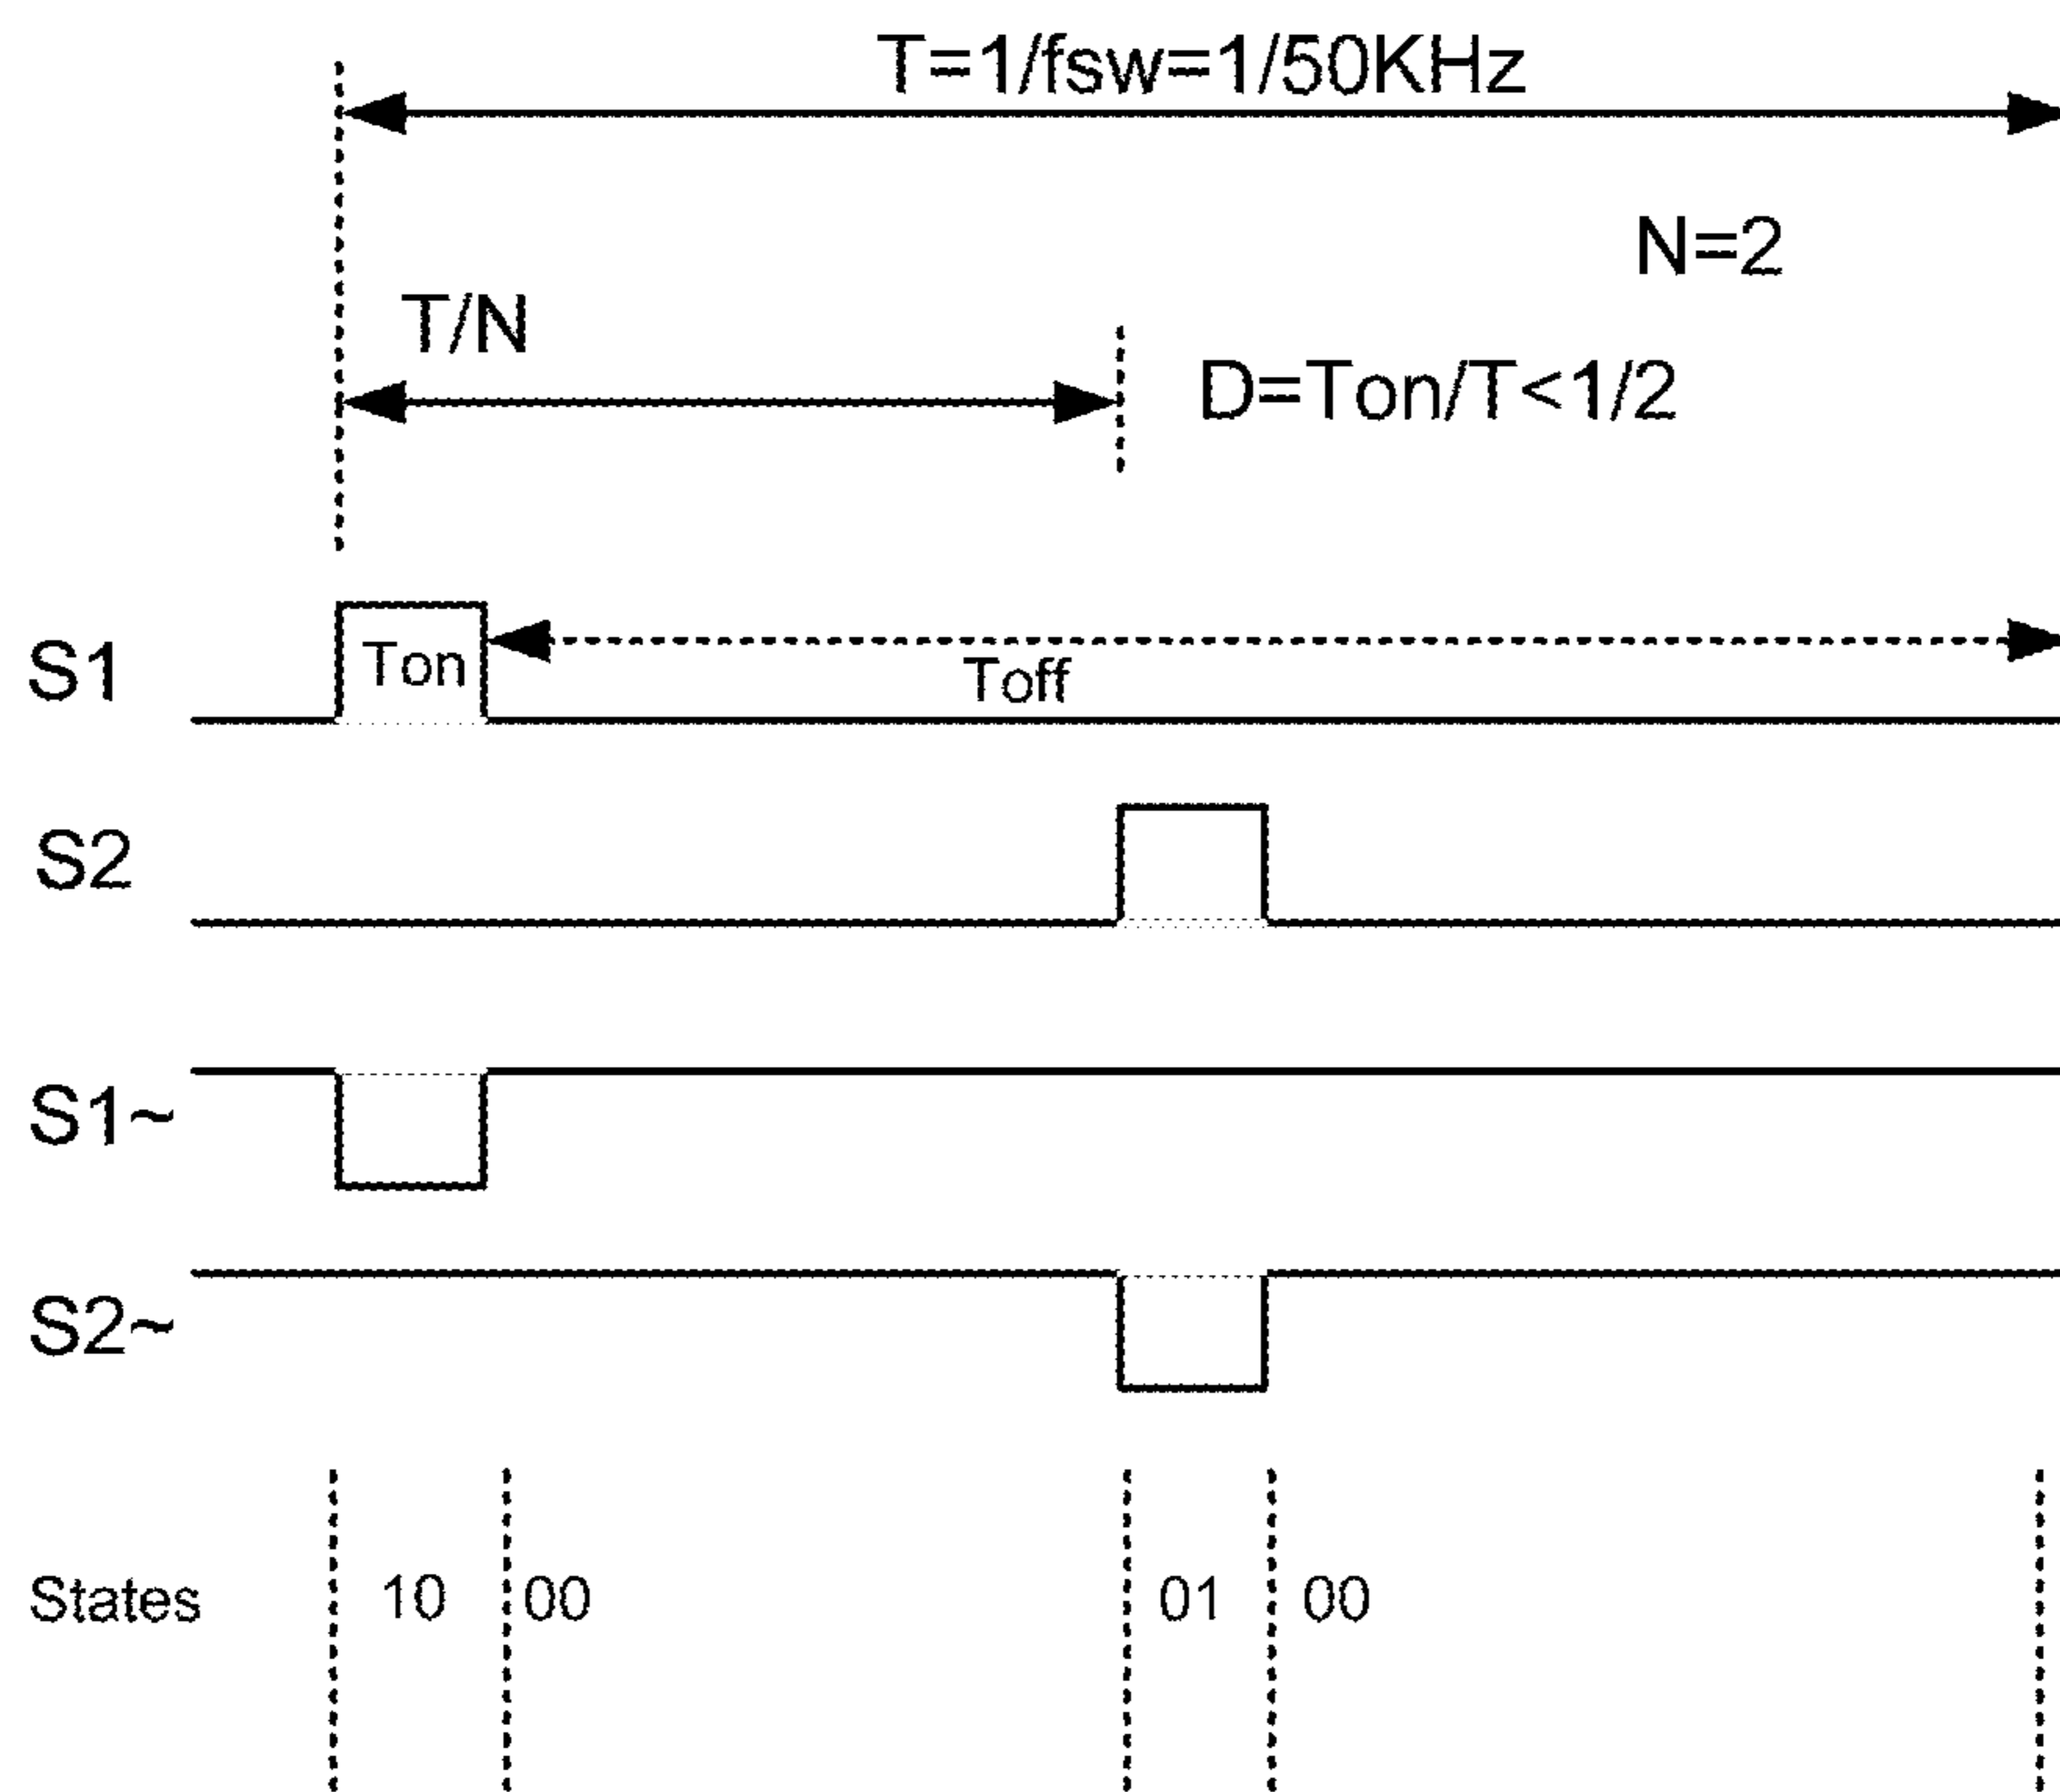 T=1/fsw=1/50KHz
N=2
T/N
D=Ton/T<1/2
S1
Ton
Toff
S2
S1~
S2~
States 10 00 01 00